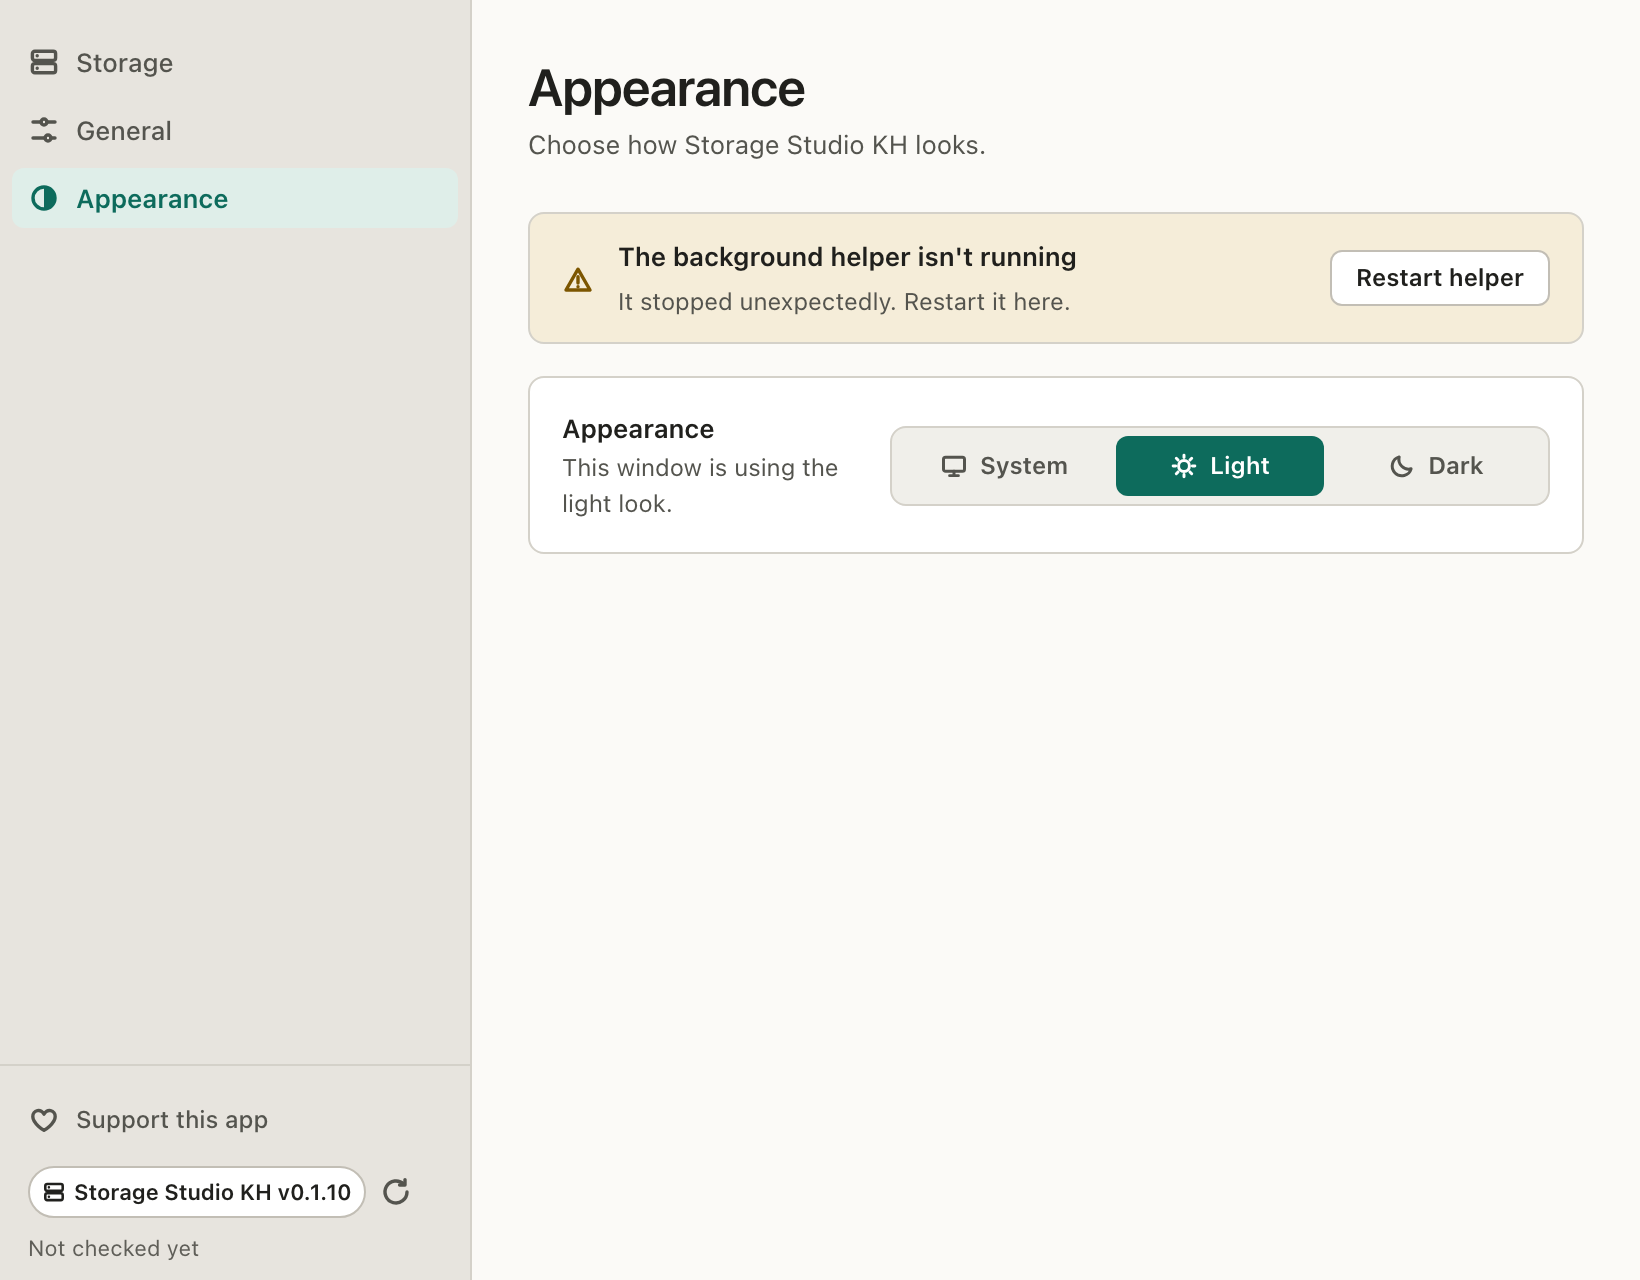 Storage
General
Appearance
Appearance
Choose how Storage Studio KH looks.
The background helper isn't running
It stopped unexpectedly. Restart it here.
Restart helper
Appearance
This window is using the
light look.
System
Light
Dark
Support this app
Storage Studio KH v0.1.10
Not checked yet